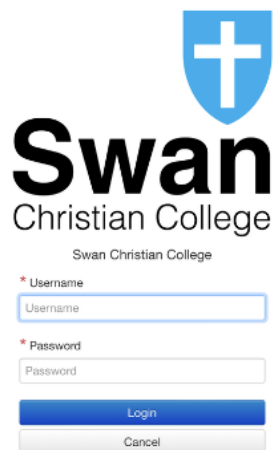 Swan
Christian College
Swan Christian College
* Username
Username
* Password
Password
Login
Cancel